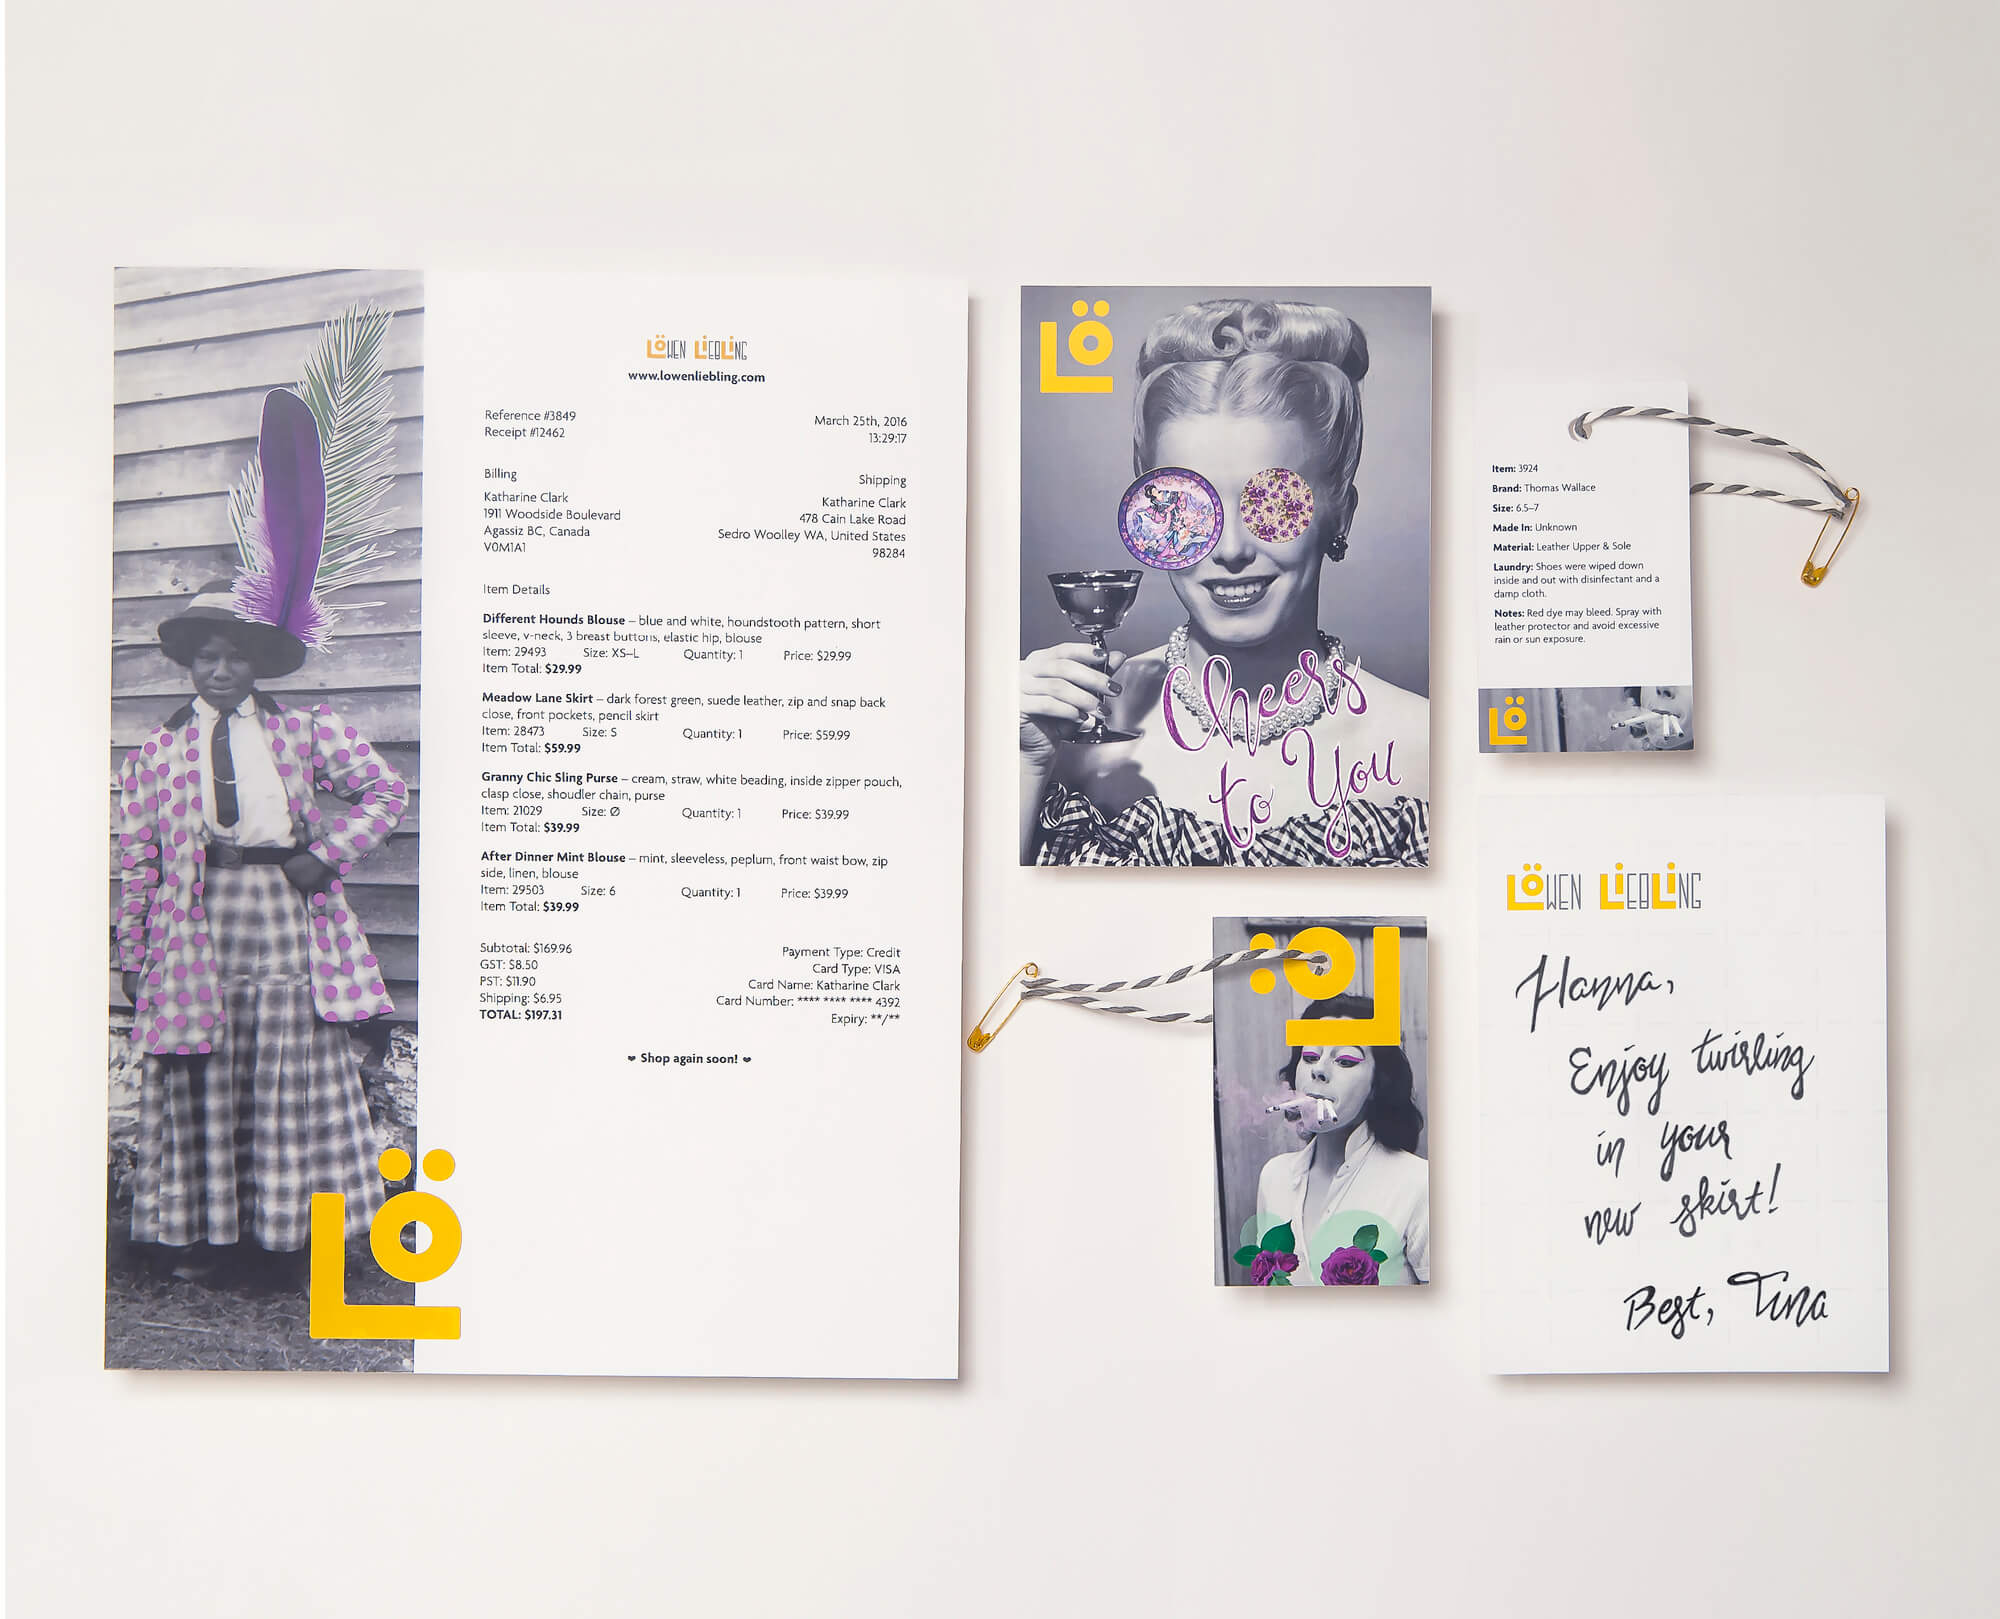 LÖWEN LIEBLING
www.lowenliebling.com
Reference #3849
Receipt #12462
March 25th, 2016
13:29:17
Billing
Katharine Clark
1911 Woodside Boulevard
Agassiz BC, Canada
V0M1A1
Shipping
Katharine Clark
478 Cain Lake Road
Sedro Woolley WA, United States
98284
Item Details
Different Hounds Blouse – blue and white, houndstooth pattern, short
sleeve, v-neck, 3 breast buttons, elastic hip, blouse
Item: 29493 Size: XS–L Quantity: 1 Price: $29.99
Item Total: $29.99
Meadow Lane Skirt – dark forest green, suede leather, zip and snap back
close, front pockets, pencil skirt
Item: 28473 Size: S Quantity: 1 Price: $59.99
Item Total: $59.99
Granny Chic Sling Purse – cream, straw, white beading, inside zipper pouch,
clasp close, shoudler chain, purse
Item: 21029 Size: Ø Quantity: 1 Price: $39.99
Item Total: $39.99
After Dinner Mint Blouse – mint, sleeveless, peplum, front waist bow, zip
side, linen, blouse
Item: 29503 Size: 6 Quantity: 1 Price: $39.99
Item Total: $39.99
Subtotal: $169.96
GST: $8.50
PST: $11.90
Shipping: $6.95
TOTAL: $197.31
Payment Type: Credit
Card Type: VISA
Card Name: Katharine Clark
Card Number: **** **** **** 4392
Expiry: **/**
❤ Shop again soon! ❤
LÖ
LÖ
Cheers
to You
Item: 3924
Brand: Thomas Wallace
Size: 6.5–7
Made In: Unknown
Material: Leather Upper & Sole
Laundry: Shoes were wiped down
inside and out with disinfectant and a
damp cloth.
Notes: Red dye may bleed. Spray with
leather protector and avoid excessive
rain or sun exposure.
LÖ
LÖ
LÖWEN LIEBLING
Hanna,
Enjoy twirling
in your
new skirt!
Best, Tina